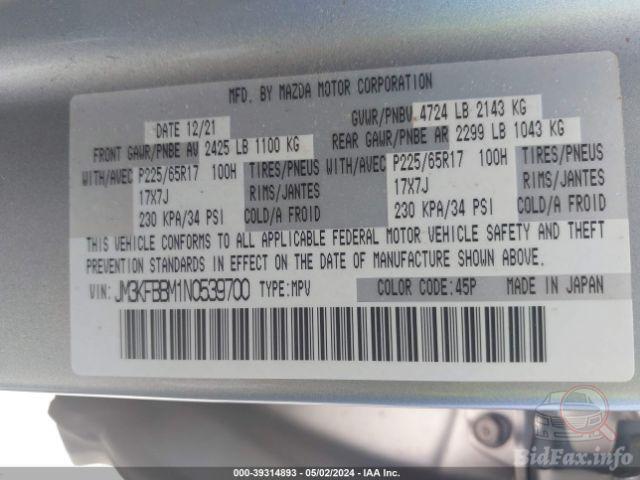 MFD. BY MAZDA MOTOR CORPORATION
DATE 12/21 GVWR/PNBV 4724 LB 2143 KG
FRONT GAWR/PNBE AV 2425 LB 1100 KG REAR GAWR/PNBE AR 2299 LB 1043 KG
WITH/AVEC P225/65R17 100H TIRES/PNEUS WITH/AVEC P225/65R17 100H TIRES/PNEUS
17X7J RIMS/JANTES 17X7J RIMS/JANTES
230 KPA/34 PSI COLD/A FROID 230 KPA/34 PSI COLD/A FROID
THIS VEHICLE CONFORMS TO ALL APPLICABLE FEDERAL MOTOR VEHICLE SAFETY AND THEFT
PREVENTION STANDARDS IN EFFECT ON THE DATE OF MANUFACTURE SHOWN ABOVE.
VIN: JM3KFBBM1N0539700 TYPE:MPV COLOR CODE:45P MADE IN JAPAN
BidFax.info
© COPART - 39314893 - 05/02/2024 - IAA Inc.